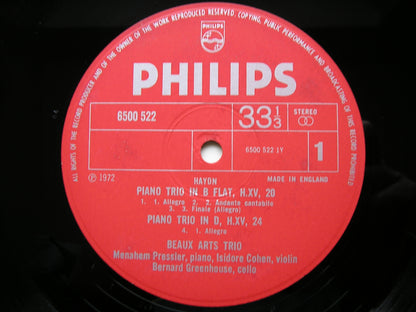 ALL RIGHTS OF THE RECORD PRODUCER AND OF THE OWNER OF THE WORK REPRODUCED RESERVED. COPYING, PUBLIC PERFORMANCE AND BROADCASTING OF THIS RECORD PROHIBITED
PHILIPS
PHILIPS
6500 522
33 1/3
STEREO
6500 522 1Y
1
℗ 1972
HAYDN
MADE IN ENGLAND
PIANO TRIO IN B FLAT, H.XV, 20
1. 1. Allegro 2. 2. Andante cantabile
3. 3. Finale (Allegro)
PIANO TRIO IN D, H.XV, 24
4. 1. Allegro
BEAUX ARTS TRIO
Menahem Pressler, piano, Isidore Cohen, violin
Bernard Greenhouse, cello